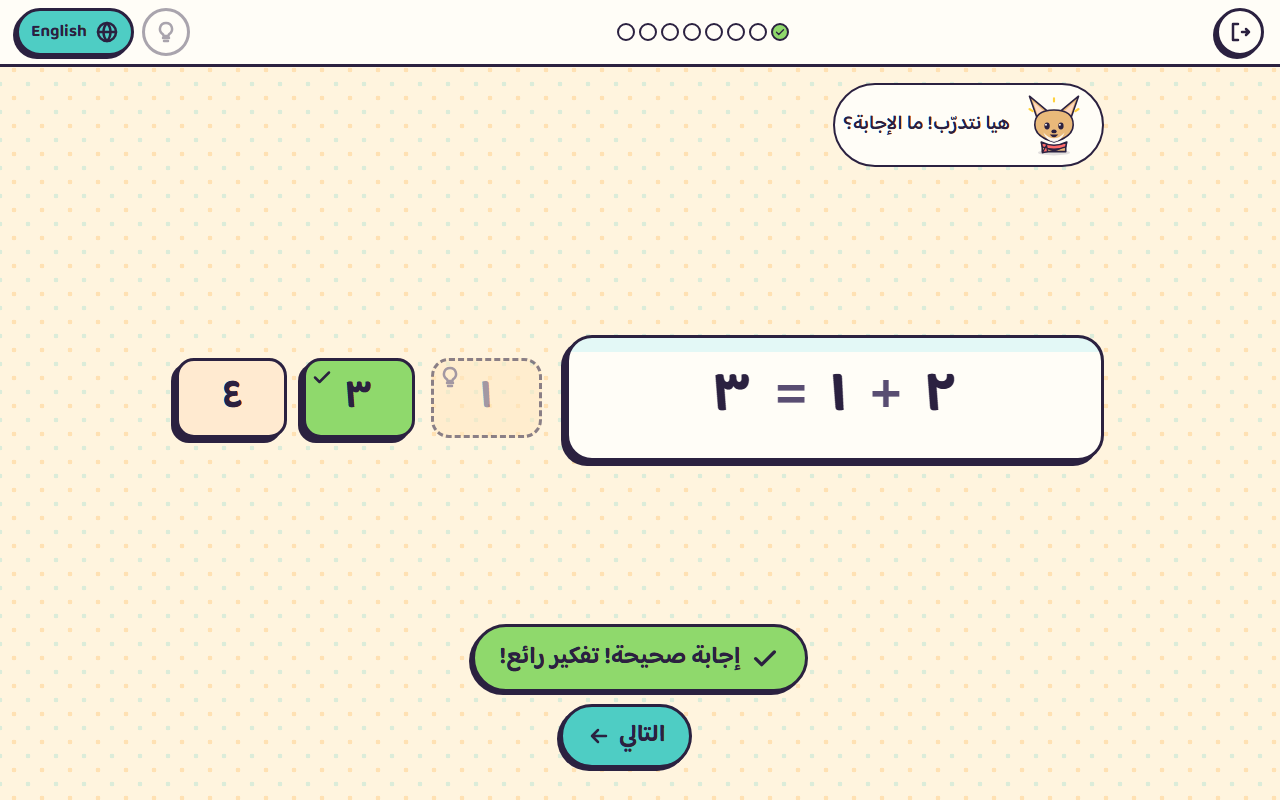 English
هيا نتدرّب! ما الإجابة؟
٢ + ١ = ٣
١
٣
٤
إجابة صحيحة! تفكير رائع!
التالي